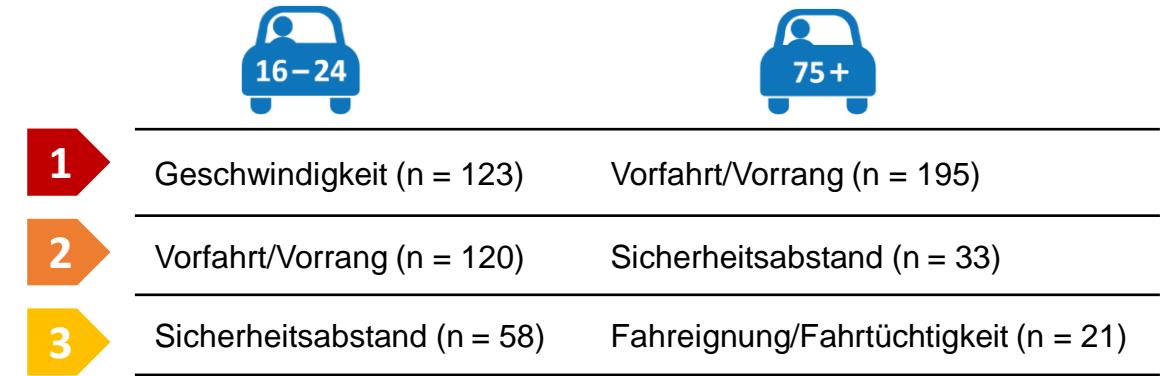 16–24
75+
1
Geschwindigkeit (n = 123)
Vorfahrt/Vorrang (n = 195)
2
Vorfahrt/Vorrang (n = 120)
Sicherheitsabstand (n = 33)
3
Sicherheitsabstand (n = 58)
Fahreignung/Fahrtüchtigkeit (n = 21)